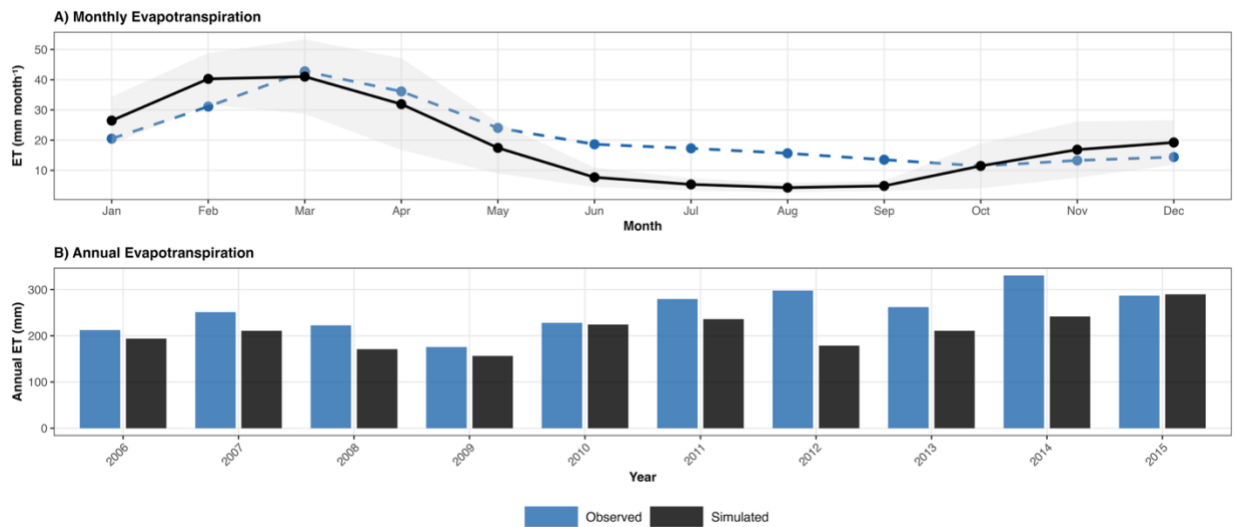 A) Monthly Evapotranspiration
ET (mm month⁻¹)
50
40
30
20
10
Jan Feb Mar Apr May Jun Jul Aug Sep Oct Nov Dec
Month
B) Annual Evapotranspiration
Annual ET (mm)
300
200
100
0
2006 2007 2008 2009 2010 2011 2012 2013 2014 2015
Year
Observed Simulated